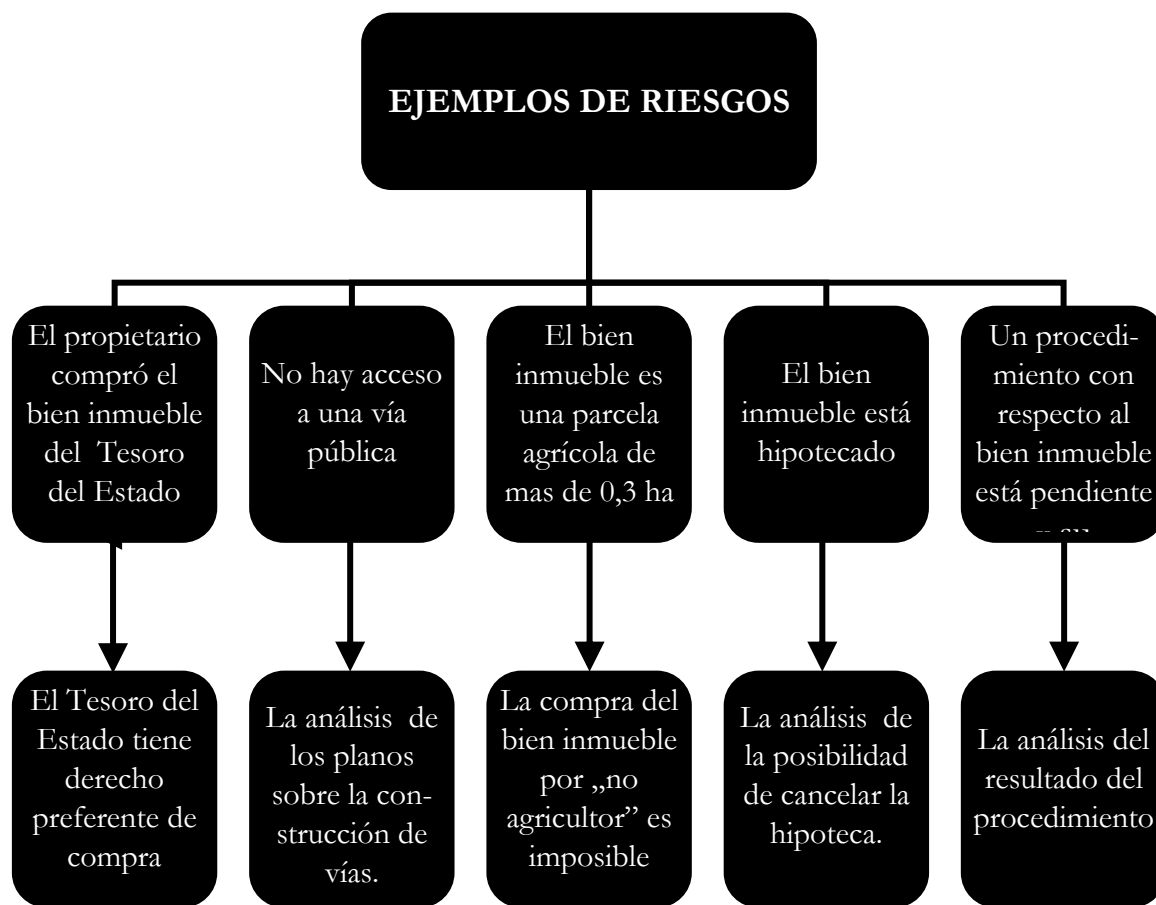 EJEMPLOS DE RIESGOS
El propietario
compró el
bien inmueble
del Tesoro
del Estado
No hay acceso
a una vía
pública
El bien
inmueble es
una parcela
agrícola de
mas de 0,3 ha
El bien
inmueble está
hipotecado
Un procedi-
miento con
respecto al
bien inmueble
está pendiente
El Tesoro del
Estado tiene
derecho
preferente de
compra
La análisis de
los planos
sobre la con-
strucción de
vías.
La compra del
bien inmueble
por „no
agricultor” es
imposible
La análisis de
la posibilidad
de cancelar la
hipoteca.
La análisis del
resultado del
procedimiento